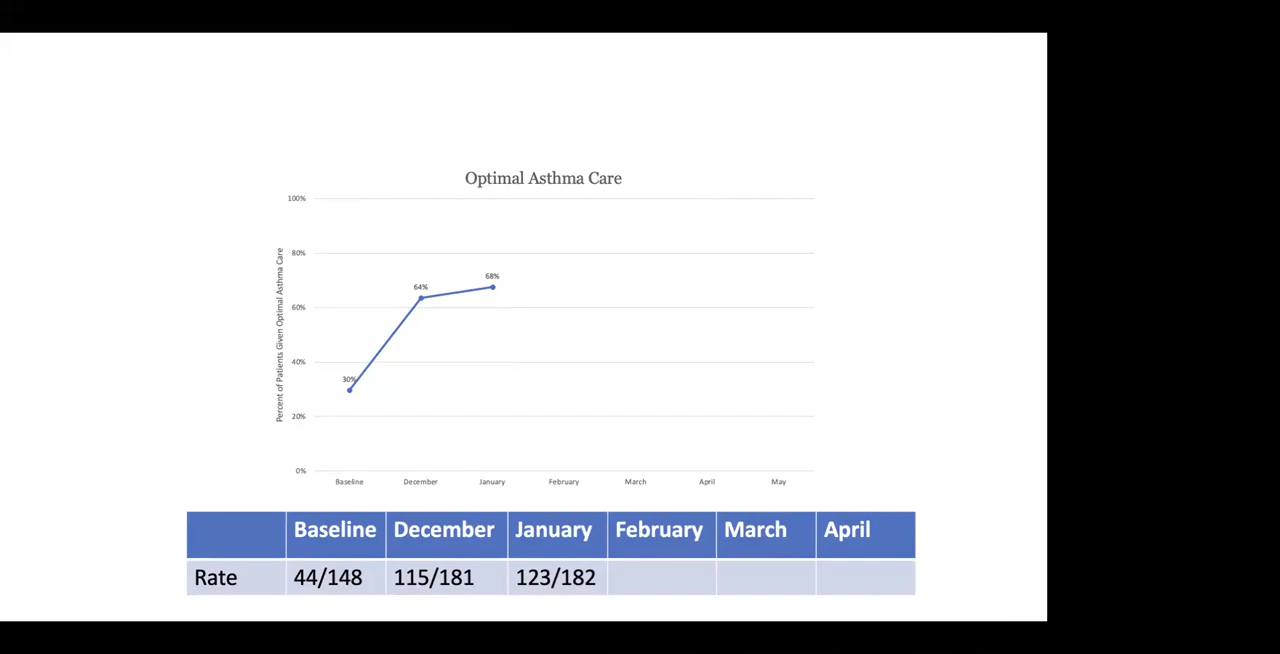 Optimal Asthma Care
100%
80%
60%
40%
20%
0%
Percent of Patients Given Optimal Asthma Care
30%
64%
68%
Baseline December January February March April May
Baseline December January February March April
Rate 44/148 115/181 123/182